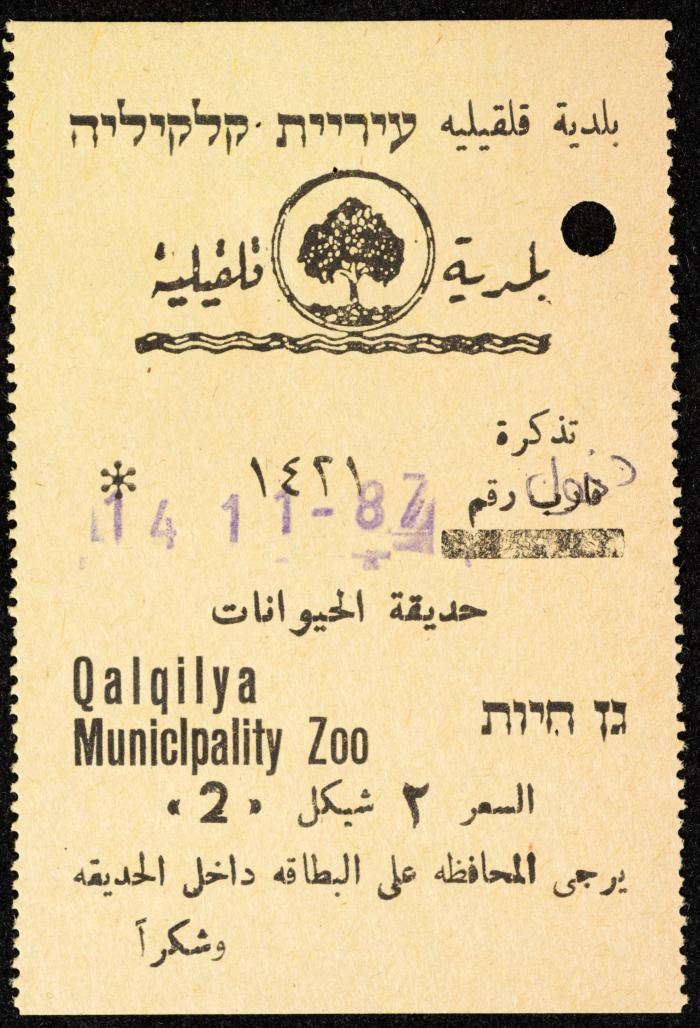 بلدية قلقيليه עיריית קלקיליה
بلدية قلقيلية
تذكرة
دخول رقم ١٤٢١ *
14 11-87
حديقة الحيوانات
Qalqilya
MunicIpality Zoo
גן חיות
السعر ٢ شيكل « 2 »
يرجى المحافظه على البطاقه داخل الحديقه
وشكراً